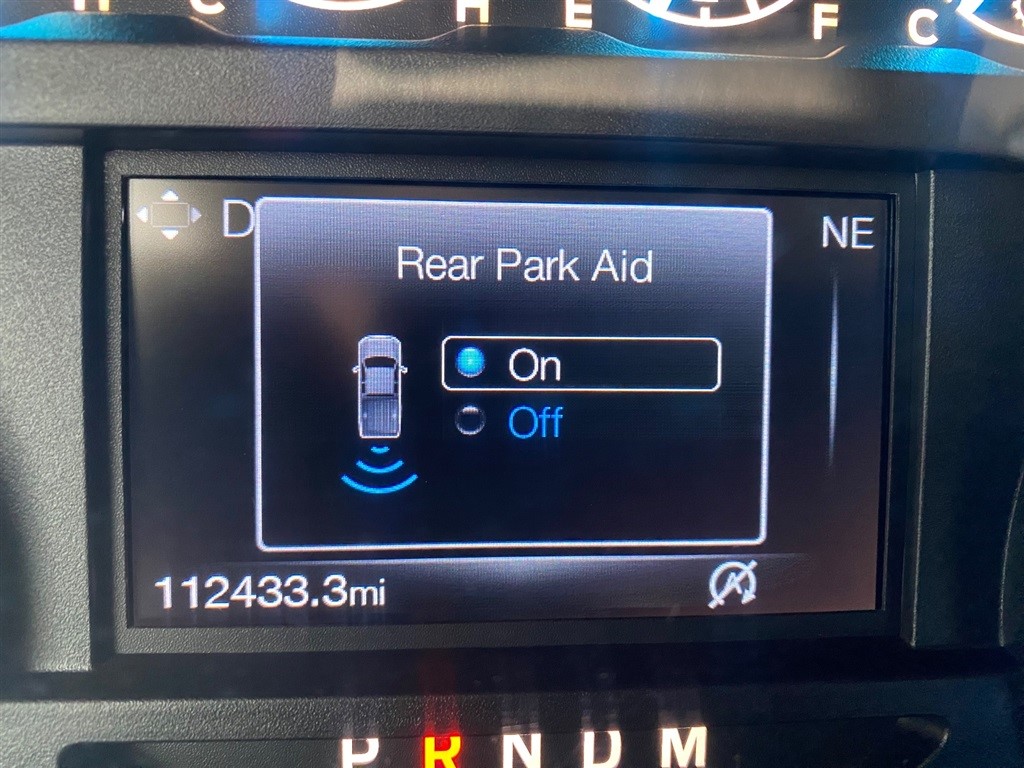 H C H E F C
D
NE
Rear Park Aid
On
Off
112433.3mi
A
P R N D M